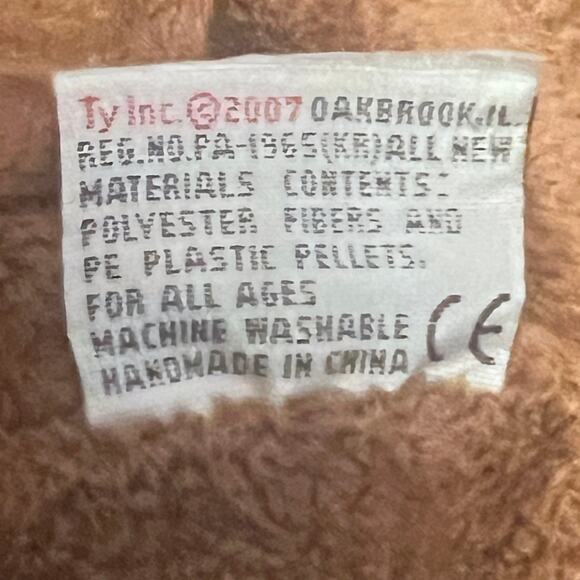 Ty Inc. © 2007 OAKBROOK.IL.
REG.NO.PA-1965(KR)ALL NEW
MATERIALS CONTENTS:
POLYESTER FIBERS AND
PE PLASTIC PELLETS.
FOR ALL AGES
MACHINE WASHABLE
HANDMADE IN CHINA CE